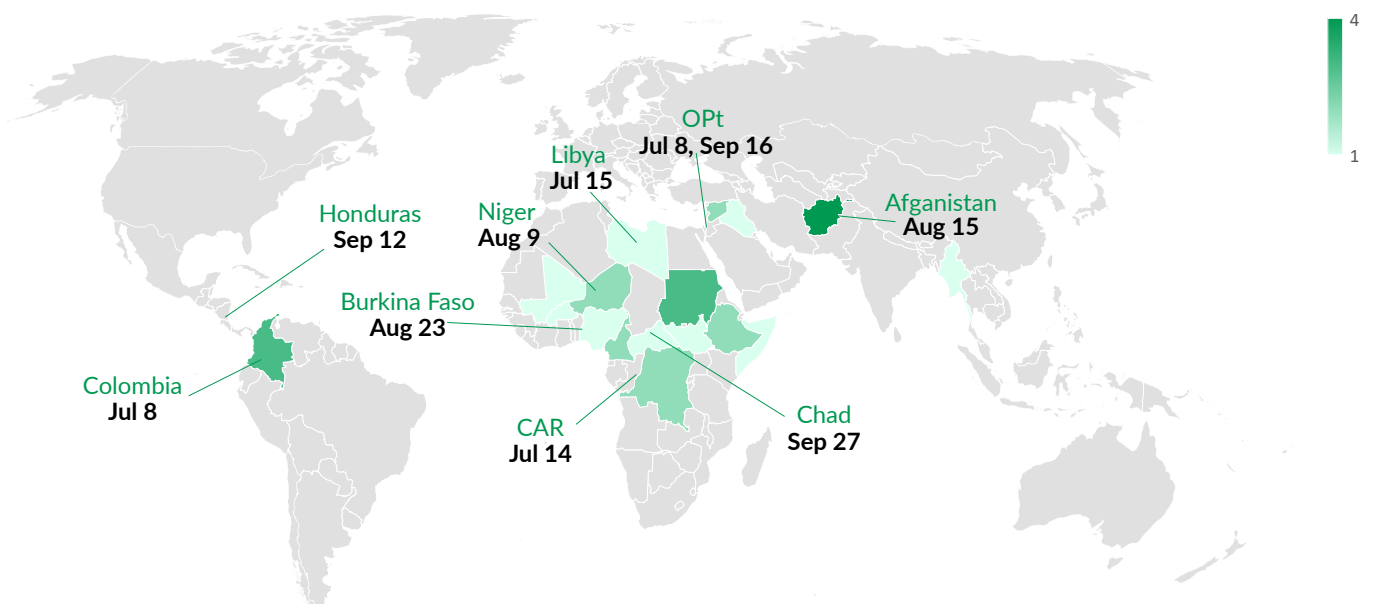 4
1
OPt
Jul 8, Sep 16
Libya
Jul 15
Afganistan
Aug 15
Niger
Aug 9
Honduras
Sep 12
Burkina Faso
Aug 23
Colombia
Jul 8
CAR
Jul 14
Chad
Sep 27